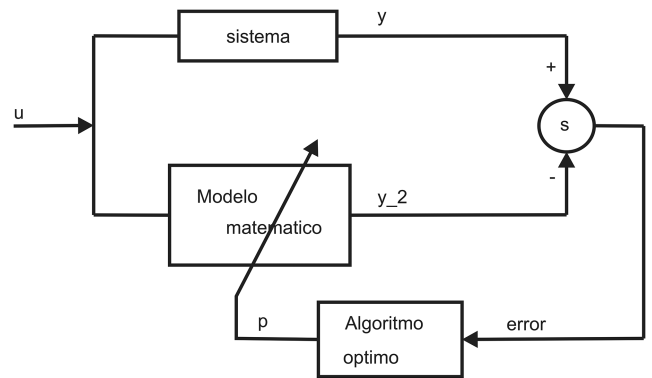 y
sistema
+
u
s
-
Modelo
y_2
matematico
p
Algoritmo
error
optimo